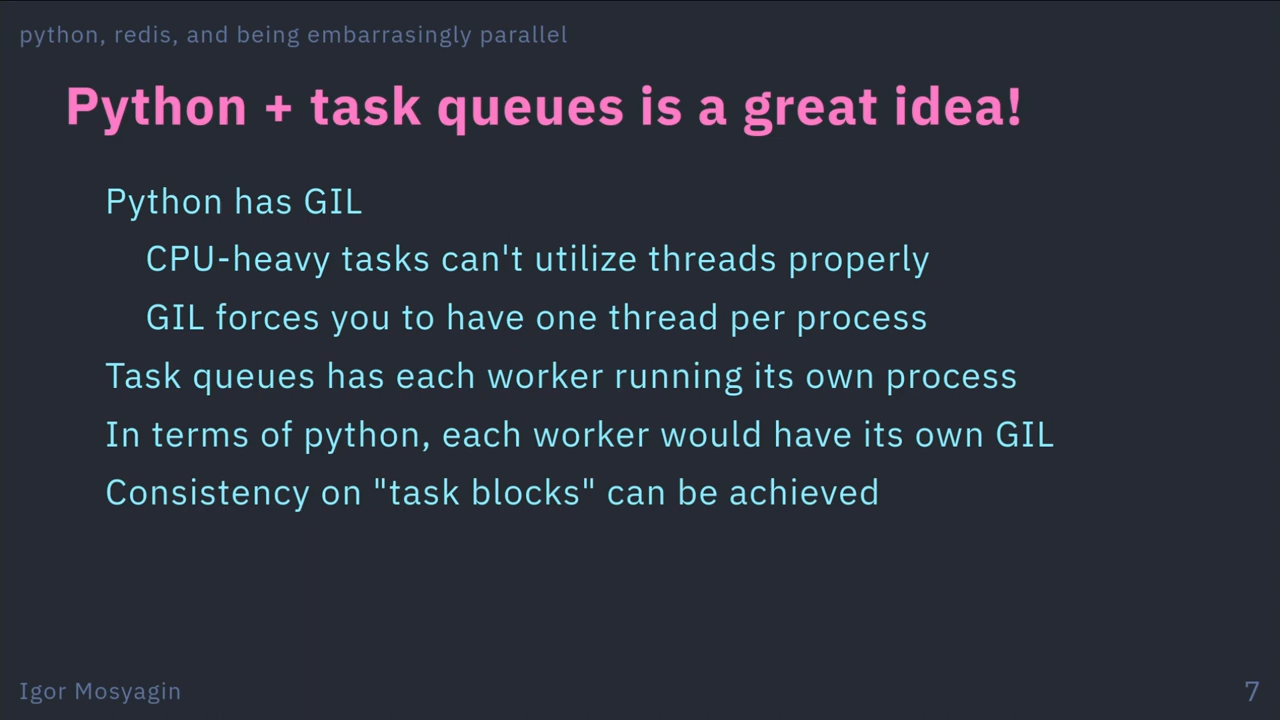 python, redis, and being embarrasingly parallel
Python + task queues is a great idea!
Python has GIL
CPU-heavy tasks can't utilize threads properly
GIL forces you to have one thread per process
Task queues has each worker running its own process
In terms of python, each worker would have its own GIL
Consistency on "task blocks" can be achieved
Igor Mosyagin
7